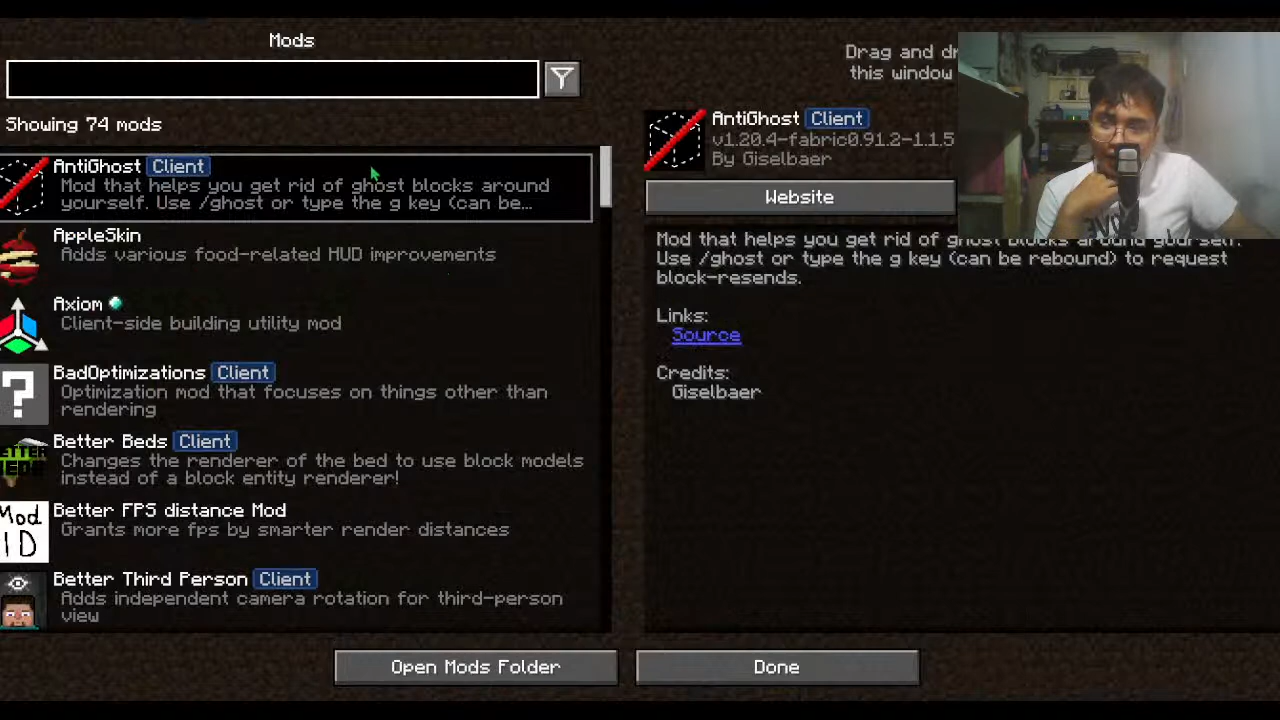 Mods
Drag and dr
this window
Showing 74 mods
AntiGhost Client
Mod that helps you get rid of ghost blocks around
yourself. Use /ghost or type the g key (can be...
AppleSkin
Adds various food-related HUD improvements
Axiom
Client-side building utility mod
BadOptimizations Client
Optimization mod that focuses on things other than
rendering
Better Beds Client
Changes the renderer of the bed to use block models
instead of a block entity renderer!
Mod
ID
Better FPS distance Mod
Grants more fps by smarter render distances
Better Third Person Client
Adds independent camera rotation for third-person
view
AntiGhost Client
v1.20.4-fabric0.91.2-1.1.5
By Giselbaer
Website
Mod that helps you get rid of ghost blocks around yourself.
Use /ghost or type the g key (can be rebound) to request
block-resends.
Links:
Source
Credits:
Giselbaer
Open Mods Folder
Done